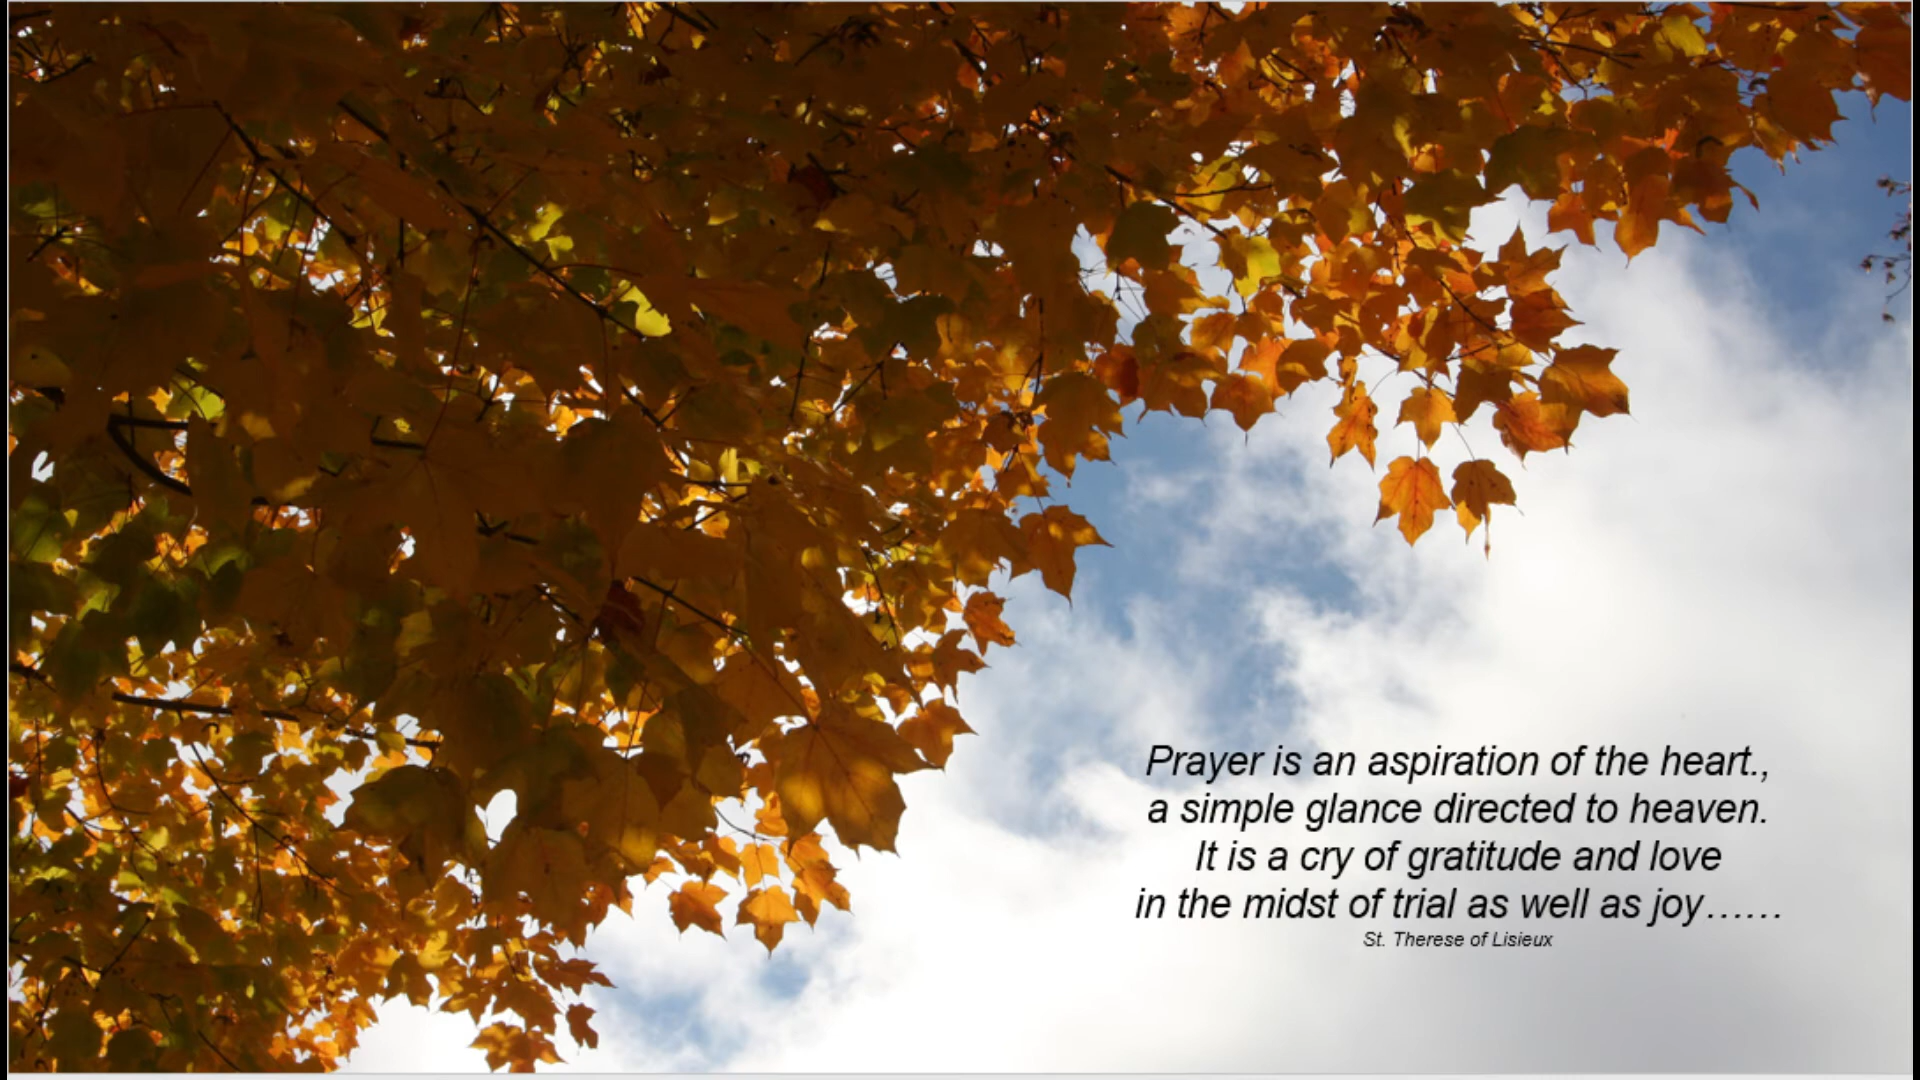 Prayer is an aspiration of the heart.,
a simple glance directed to heaven.
It is a cry of gratitude and love
in the midst of trial as well as joy……
St. Therese of Lisieux